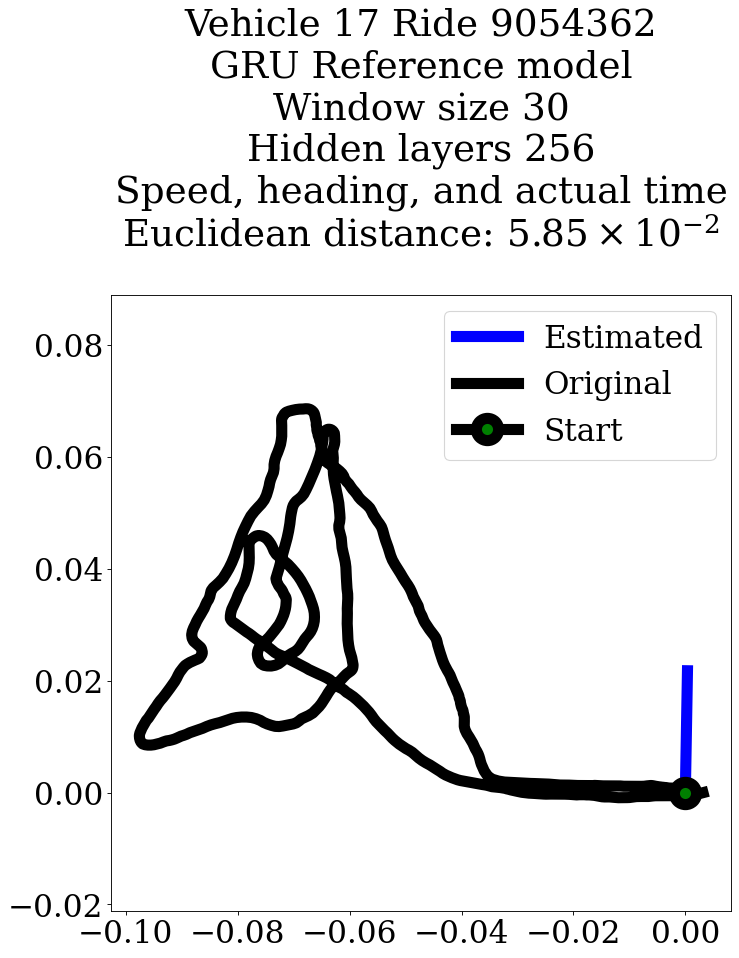 Vehicle 17 Ride 9054362
GRU Reference model
Window size 30
Hidden layers 256
Speed, heading, and actual time
Euclidean distance: 5.85 × 10⁻²
Estimated
Original
Start
0.08
0.06
0.04
0.02
0.00
−0.02
−0.10 −0.08 −0.06 −0.04 −0.02 0.00